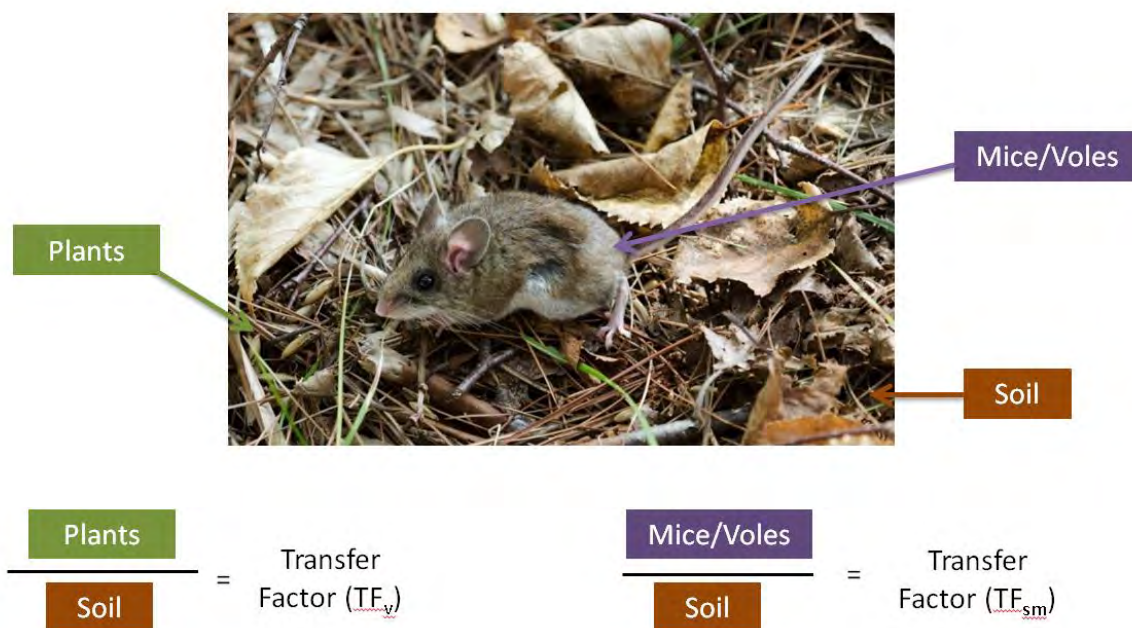 Mice/Voles
Plants
Soil
Plants
Soil
=
Transfer
Factor (TFv)
Mice/Voles
Soil
=
Transfer
Factor (TFsm)